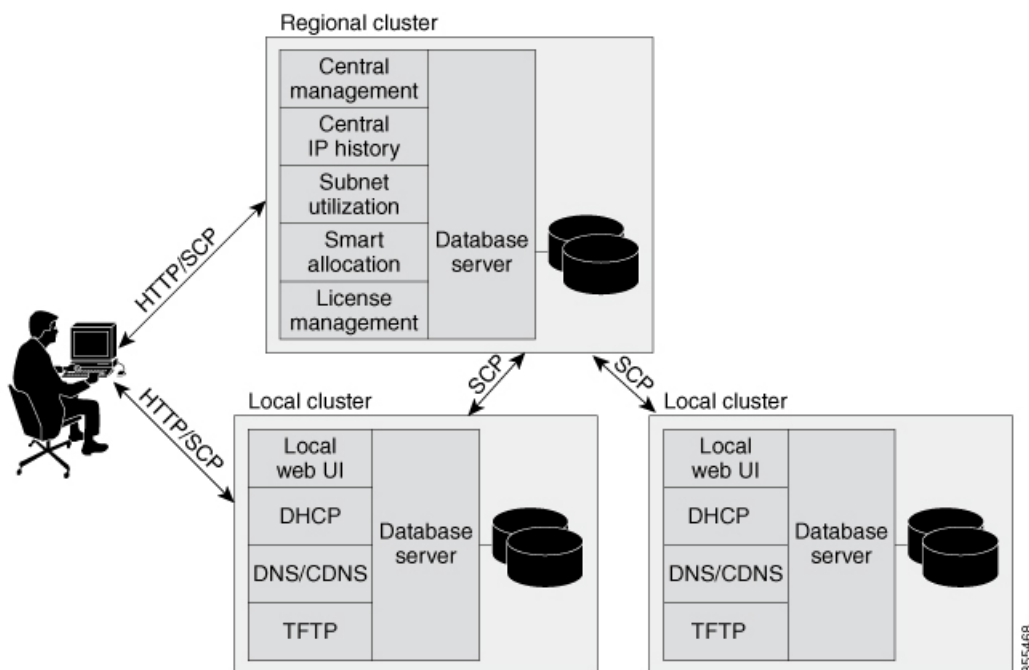 Regional cluster
Central
management
Central
IP history
Subnet
utilization
Smart
allocation
License
management
Database
server
HTTP/SCP
HTTP/SCP
SCP
SCP
Local cluster
Local
web UI
DHCP
DNS/CDNS
TFTP
Database
server
Local cluster
Local
web UI
DHCP
DNS/CDNS
TFTP
Database
server
355468